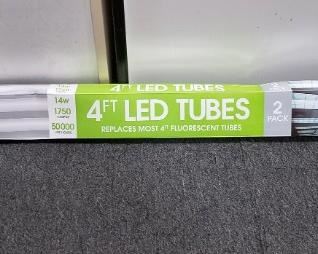 4FT LED TUBES
14W
1750
50000
4FT LED TUBES
REPLACES MOST 4FT FLUORESCENT TUBES
2
PACK